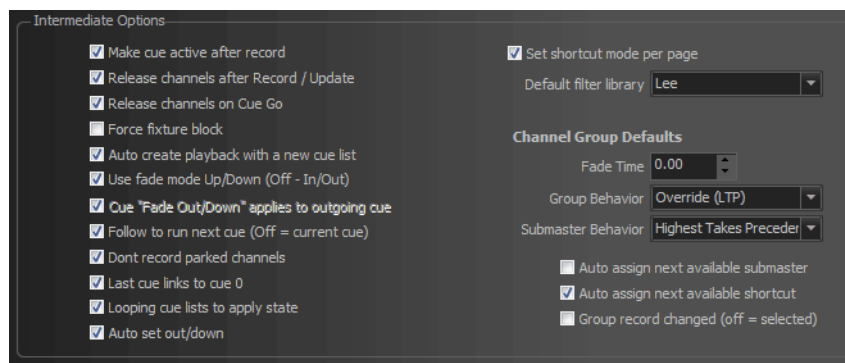 Intermediate Options
Make cue active after record
Release channels after Record / Update
Release channels on Cue Go
Force fixture block
Auto create playback with a new cue list
Use fade mode Up/Down (Off - In/Out)
Cue "Fade Out/Down" applies to outgoing cue
Follow to run next cue (Off = current cue)
Dont record parked channels
Last cue links to cue 0
Looping cue lists to apply state
Auto set out/down
Set shortcut mode per page
Default filter library Lee
Channel Group Defaults
Fade Time 0.00
Group Behavior Override (LTP)
Submaster Behavior Highest Takes Preceder
Auto assign next available submaster
Auto assign next available shortcut
Group record changed (off = selected)